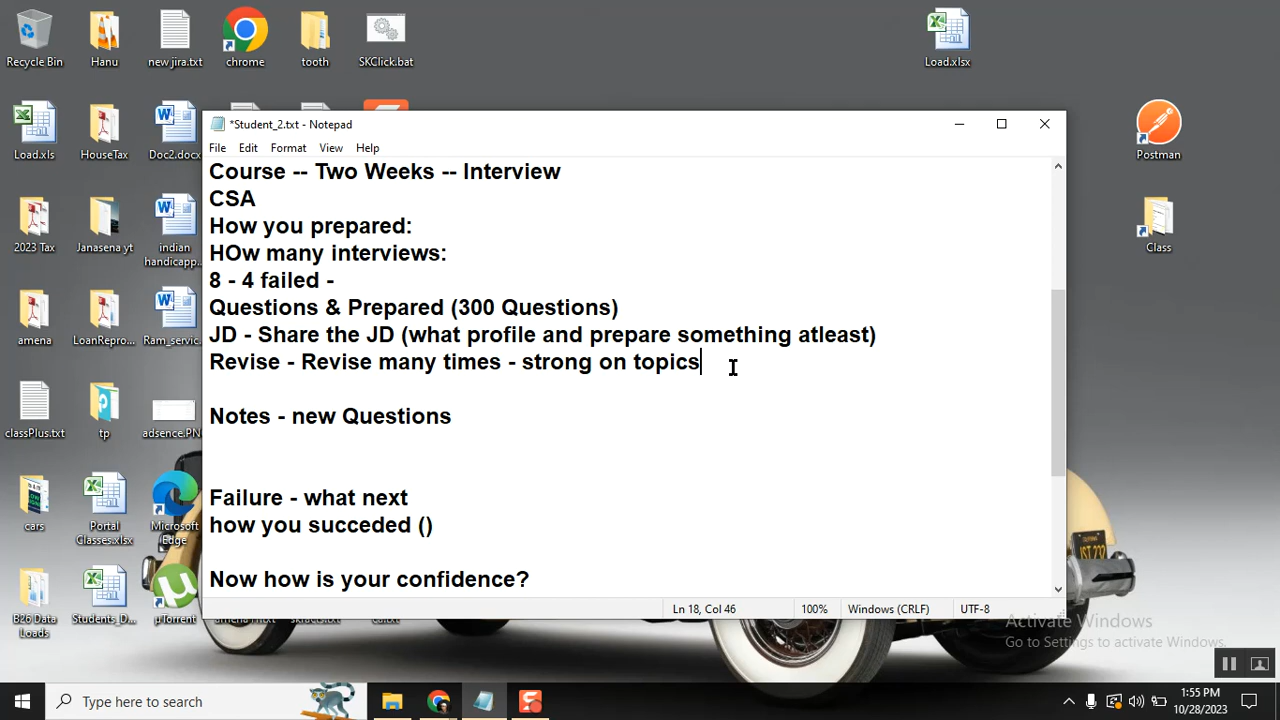 Recycle Bin
Hanu
new jira.txt
chrome
tooth
SKClick.bat
Load.xlsx
Load.xls
HouseTax
Doc2.docx
Postman
2023 Tax
Janasena yt
indian
handicapp...
Class
amena
LoanRepro...
Ram_servic...
classPlus.txt
tp
adsence.PNG
cars
Portal
Classes.xlsx
Microsoft
Edge
B26 Data
Loads
Students_D...
µTorrent
*Student_2.txt - Notepad
File Edit Format View Help
Course -- Two Weeks -- Interview
CSA
How you prepared:
HOw many interviews:
8 - 4 failed -
Questions & Prepared (300 Questions)
JD - Share the JD (what profile and prepare something atleast)
Revise - Revise many times - strong on topics
Notes - new Questions
Failure - what next
how you succeded ()
Now how is your confidence?
Ln 18, Col 46 100% Windows (CRLF) UTF-8
Activate Windows
Go to Settings to activate Windows.
Type here to search
1:55 PM
10/28/2023